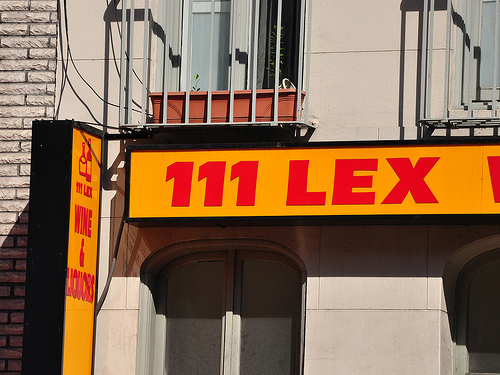 111 LEX
WINE
&
LIQUORS
111 LEX